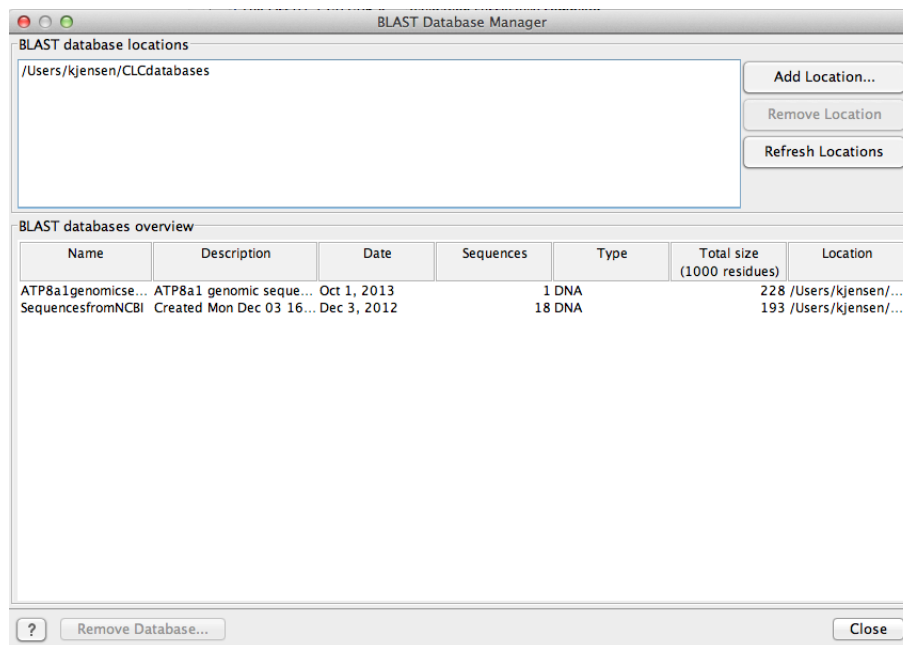 BLAST Database Manager
BLAST database locations
/Users/kjensen/CLCdatabases
Add Location...
Remove Location
Refresh Locations
BLAST databases overview
Name Description Date Sequences Type Total size Location
(1000 residues)
ATP8a1genomicse... ATP8a1 genomic seque... Oct 1, 2013 1 DNA 228 /Users/kjensen/...
SequencesfromNCBI Created Mon Dec 03 16... Dec 3, 2012 18 DNA 193 /Users/kjensen/...
? Remove Database... Close